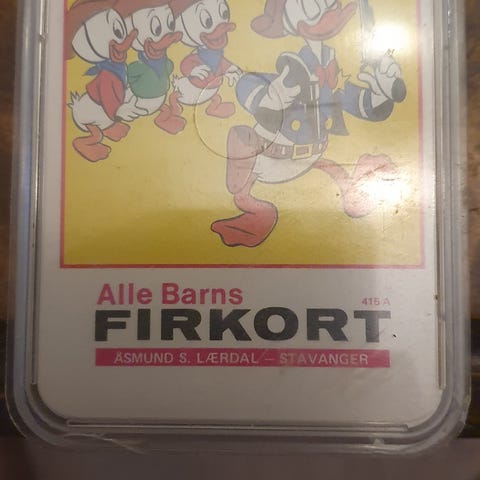 Alle Barns
415 A
FIRKORT
ÅSMUND S. LÆRDAL – STAVANGER